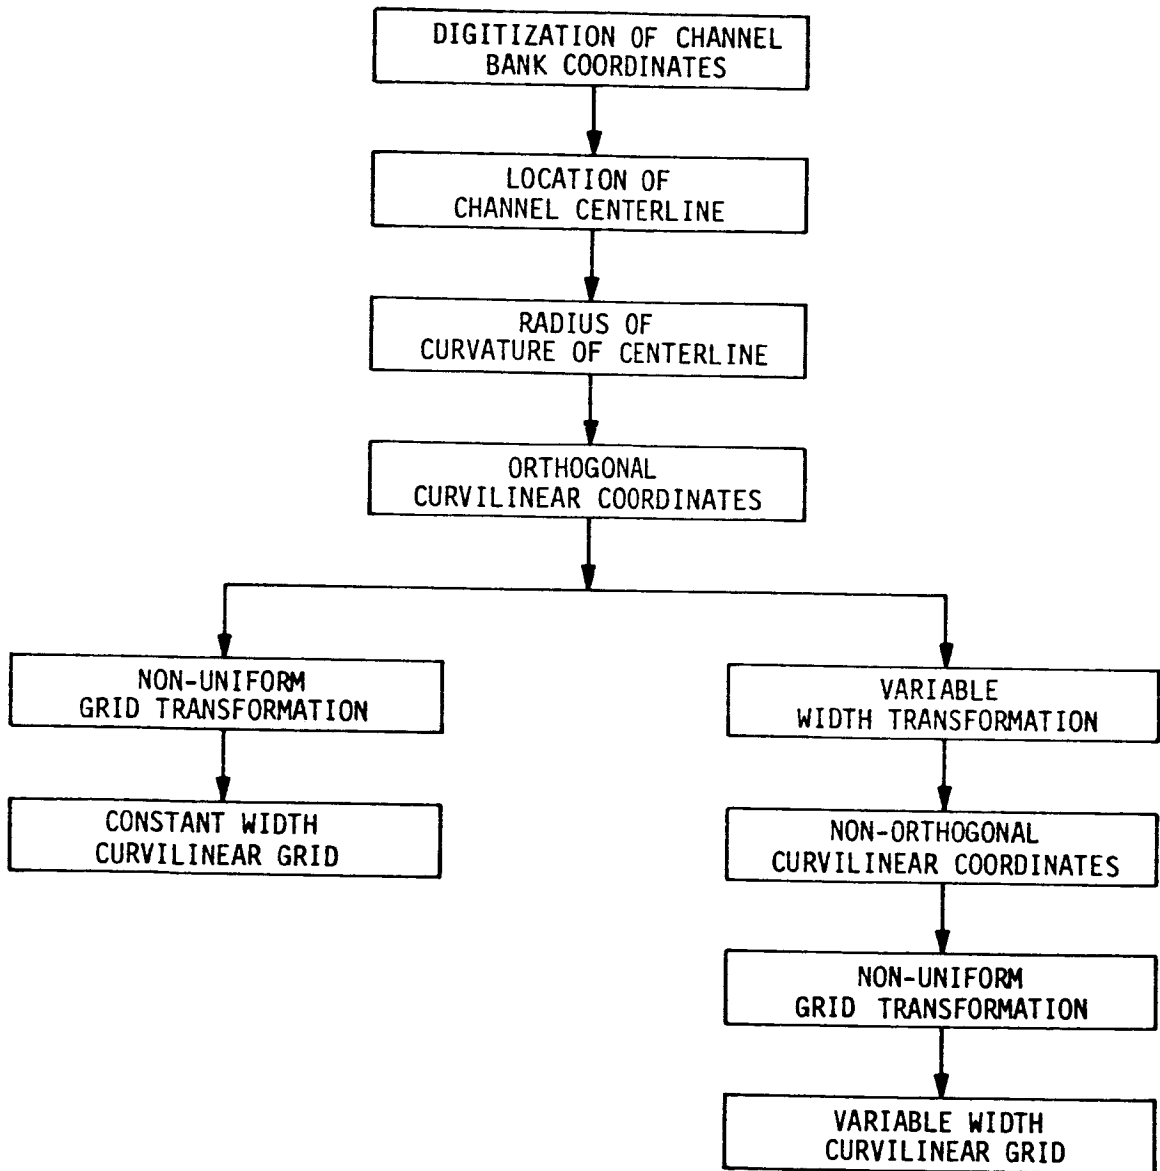 DIGITIZATION OF CHANNEL
BANK COORDINATES
LOCATION OF
CHANNEL CENTERLINE
RADIUS OF
CURVATURE OF CENTERLINE
ORTHOGONAL
CURVILINEAR COORDINATES
NON-UNIFORM
GRID TRANSFORMATION
CONSTANT WIDTH
CURVILINEAR GRID
VARIABLE
WIDTH TRANSFORMATION
NON-ORTHOGONAL
CURVILINEAR COORDINATES
NON-UNIFORM
GRID TRANSFORMATION
VARIABLE WIDTH
CURVILINEAR GRID